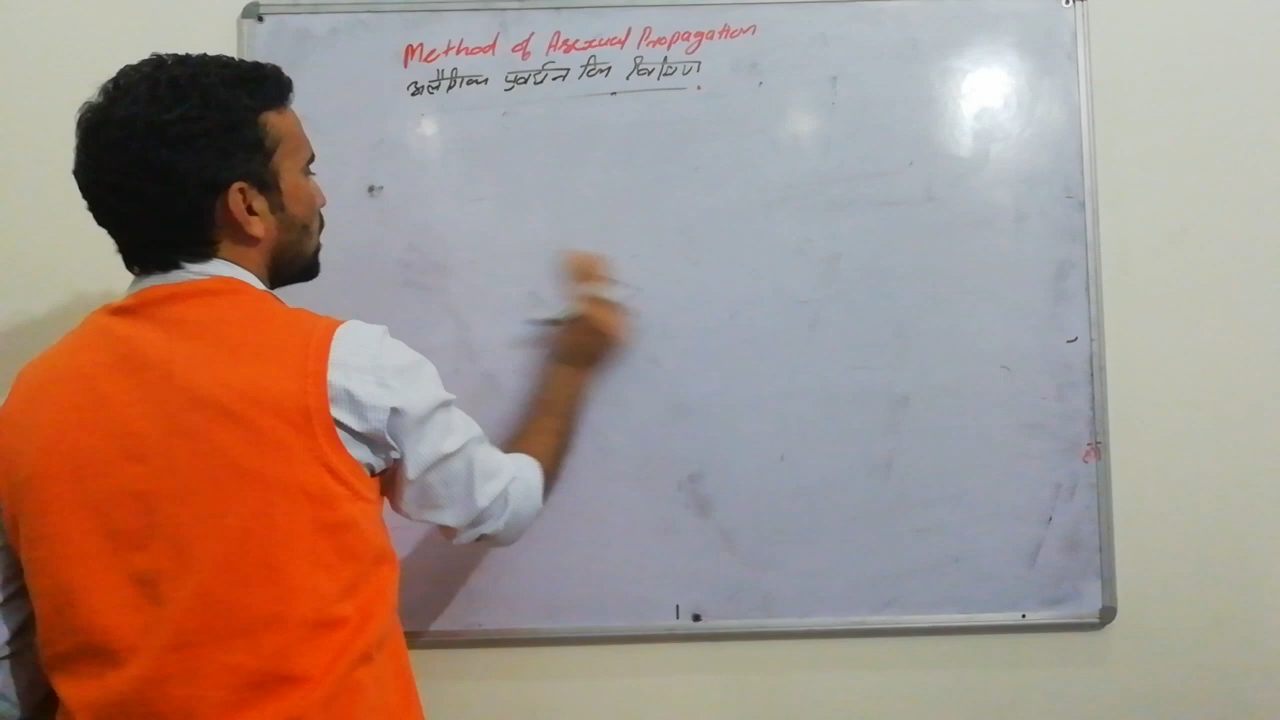 Method of Asexual Propagation
अलैंगिक प्रवर्धन कि विधियां